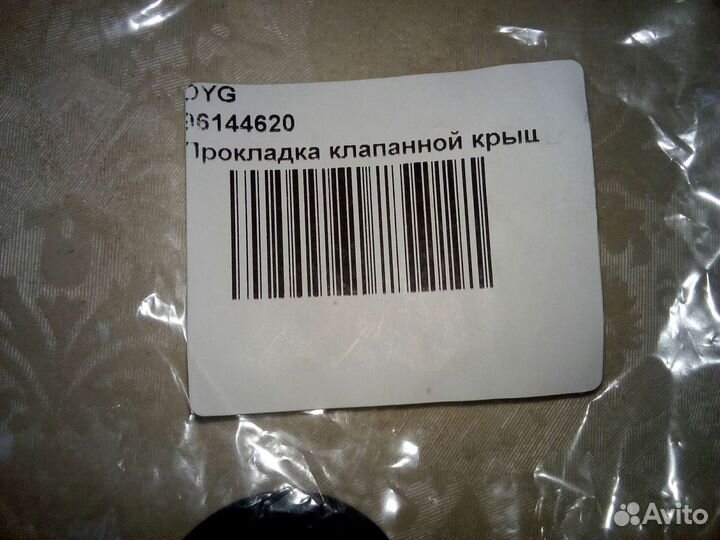 DYG
96144620
Прокладка клапанной крыш
Avito